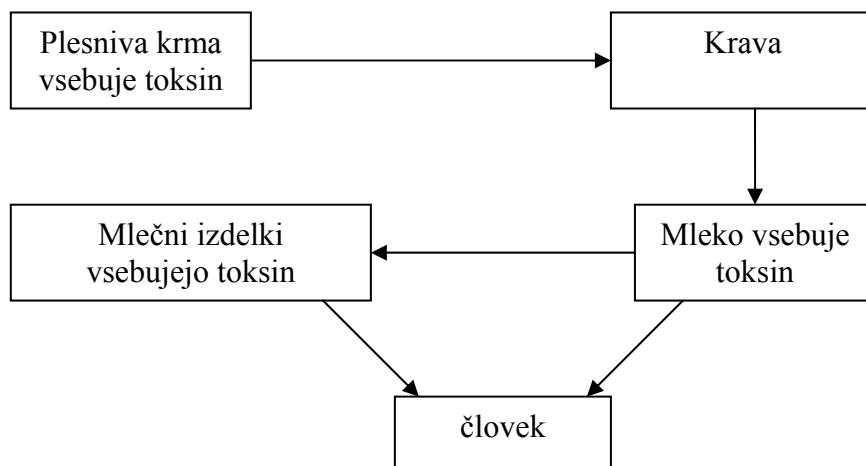 Plesniva krma
vsebuje toksin
Krava
Mlečni izdelki
vsebujejo toksin
Mleko vsebuje
toksin
človek